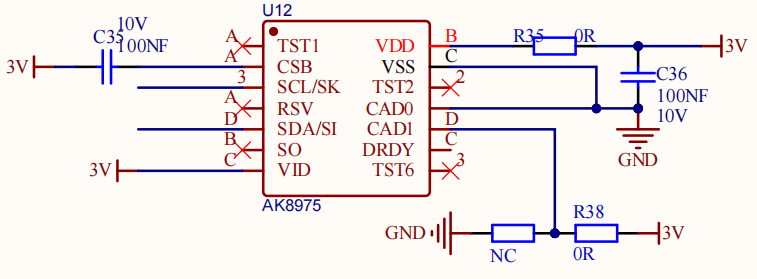 U12
10V
C35
100NF
3V
A
TST1
A
CSB
3
SCL/SK
A
RSV
D
SDA/SI
B
SO
3V
C
VID
VDD
B
R35
0R
3V
VSS
C
TST2
2
C36
100NF
10V
CAD0
CAD1
D
DRDY
C
GND
TST6
3
AK8975
GND
NC
R38
0R
3V